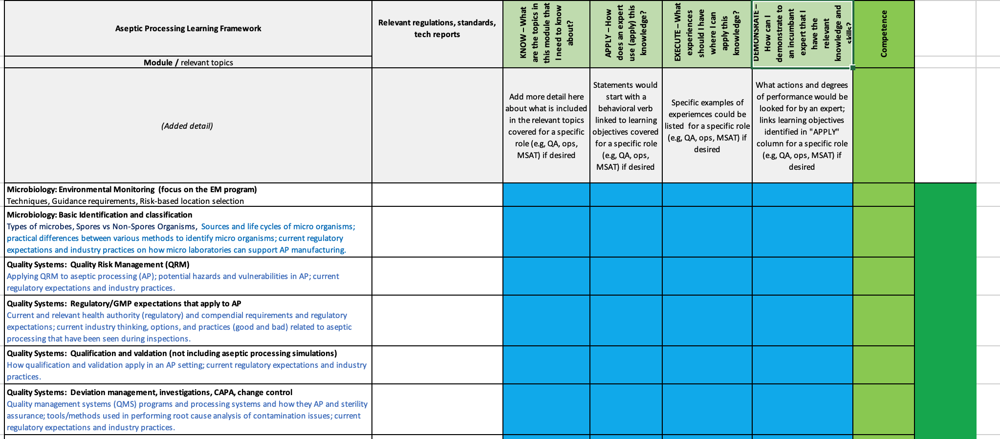 Aseptic Processing Learning Framework
Module / relevant topics
Relevant regulations, standards,
tech reports
KNOW – What
are the topics in
this module that
I need to know
about?
APPLY – How
does an expert
use (apply) this
knowledge?
EXECUTE – What
experiences
should I have
where I can
apply this
knowledge?
DEMONSRATE –
How can I
demonstrate to
an incumbant
expert that I
have the
relevant
knowledge and
skills?
Competence
(Added detail)
Add more detail here
about what is included
in the relevant topics
covered for a specific
role (e.g, QA, ops,
MSAT) if desired
Statements would
start with a
behavioral verb
linked to learning
objectives covered
for a specific role
(e.g, QA, ops,
MSAT) if desired
Specific examples of
experiemces could be
listed  for a specific role
(e.g, QA, ops, MSAT) if
desired
What actions and degrees
of performance would be
looked for by an expert;
links learning objectives
identified in "APPLY"
column for a specific role
(e.g, QA, ops, MSAT) if
desired
Microbiology: Environmental Monitoring  (focus on the EM program)
Techniques, Guidance requirements, Risk-based location selection
Microbiology: Basic Identification and classification
Types of microbes, Spores vs Non-Spores Organisms,  Sources and life cycles of micro organisms;
practical differences between various methods to identify micro organisms; current regulatory
expectations and industry practices on how micro laboratories can support AP manufacturing.
Quality Systems:  Quality Risk Management (QRM)
Applying QRM to aseptic processing (AP); potential hazards and vulnerabilities in AP; current
regulatory expectations and industry practices.
Quality Systems:  Regulatory/GMP expectations that apply to AP
Current and relevant health authority (regulatory) and compendial requirements and regulatory
expectations; current industry thinking, options, and practices (good and bad) related to aseptic
processing that have been seen during inspections.
Quality Systems:  Qualification and valdation (not including aseptic processing simulations)
How qualification and validation apply in an AP setting; current regulatory expectations and industry
practices.
Quality Systems:  Deviation management, investigations, CAPA, change control
Quality management systems (QMS) programs and processing systems and how they AP and sterility
assurance; tools/methods used in performing root cause analysis of contamination issues; current
regulatory expectations and industry practices.